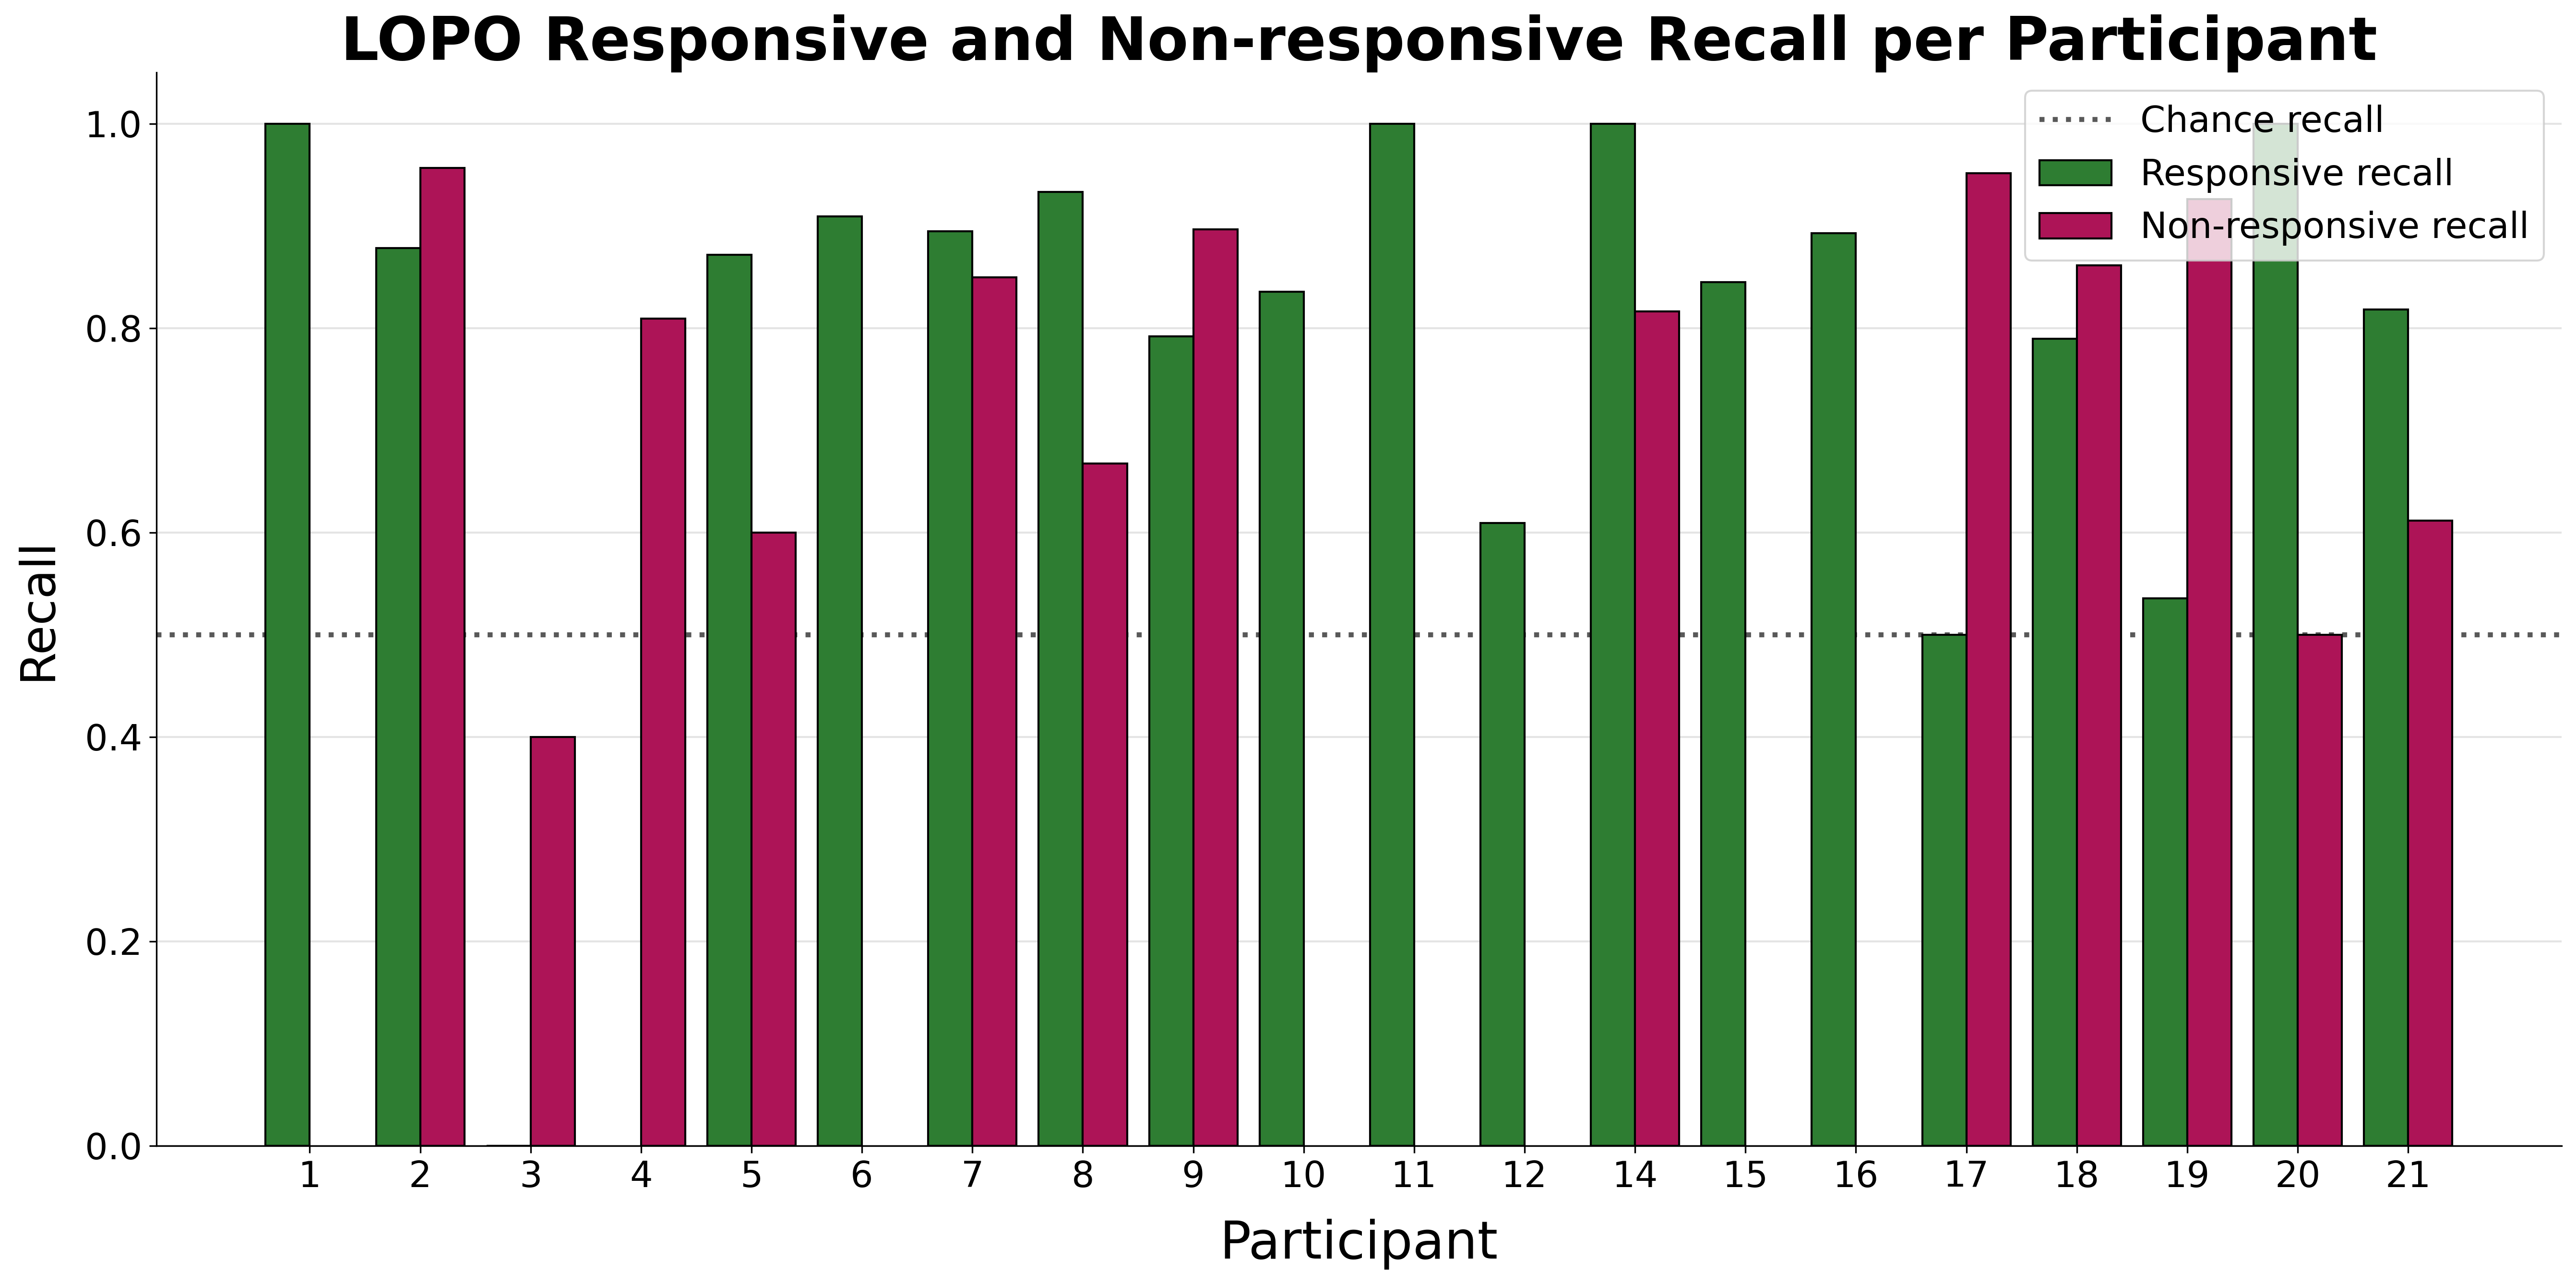 LOPO Responsive and Non-responsive Recall per Participant
Chance recall
Responsive recall
Non-responsive recall
1.0
0.8
0.6
0.4
0.2
0.0
Recall
1 2 3 4 5 6 7 8 9 10 11 12 14 15 16 17 18 19 20 21
Participant